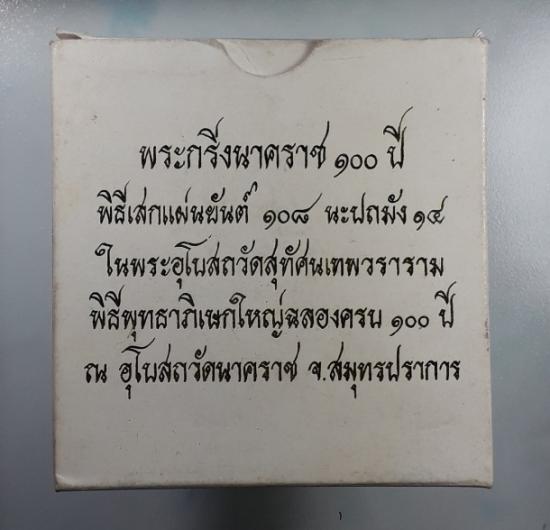 พระกริ่งนาคราช ๑๐๐ ปี
พิธีเสกแผ่นยันต์ ๑๐๘ นะปถมัง ๑๔
ในพระอุโบสถวัดสุทัศนเทพวราราม
พิธีพุทธาภิเษกใหญ่ฉลองครบ ๑๐๐ ปี
ณ อุโบสถวัดนาคราช จ.สมุทรปราการ